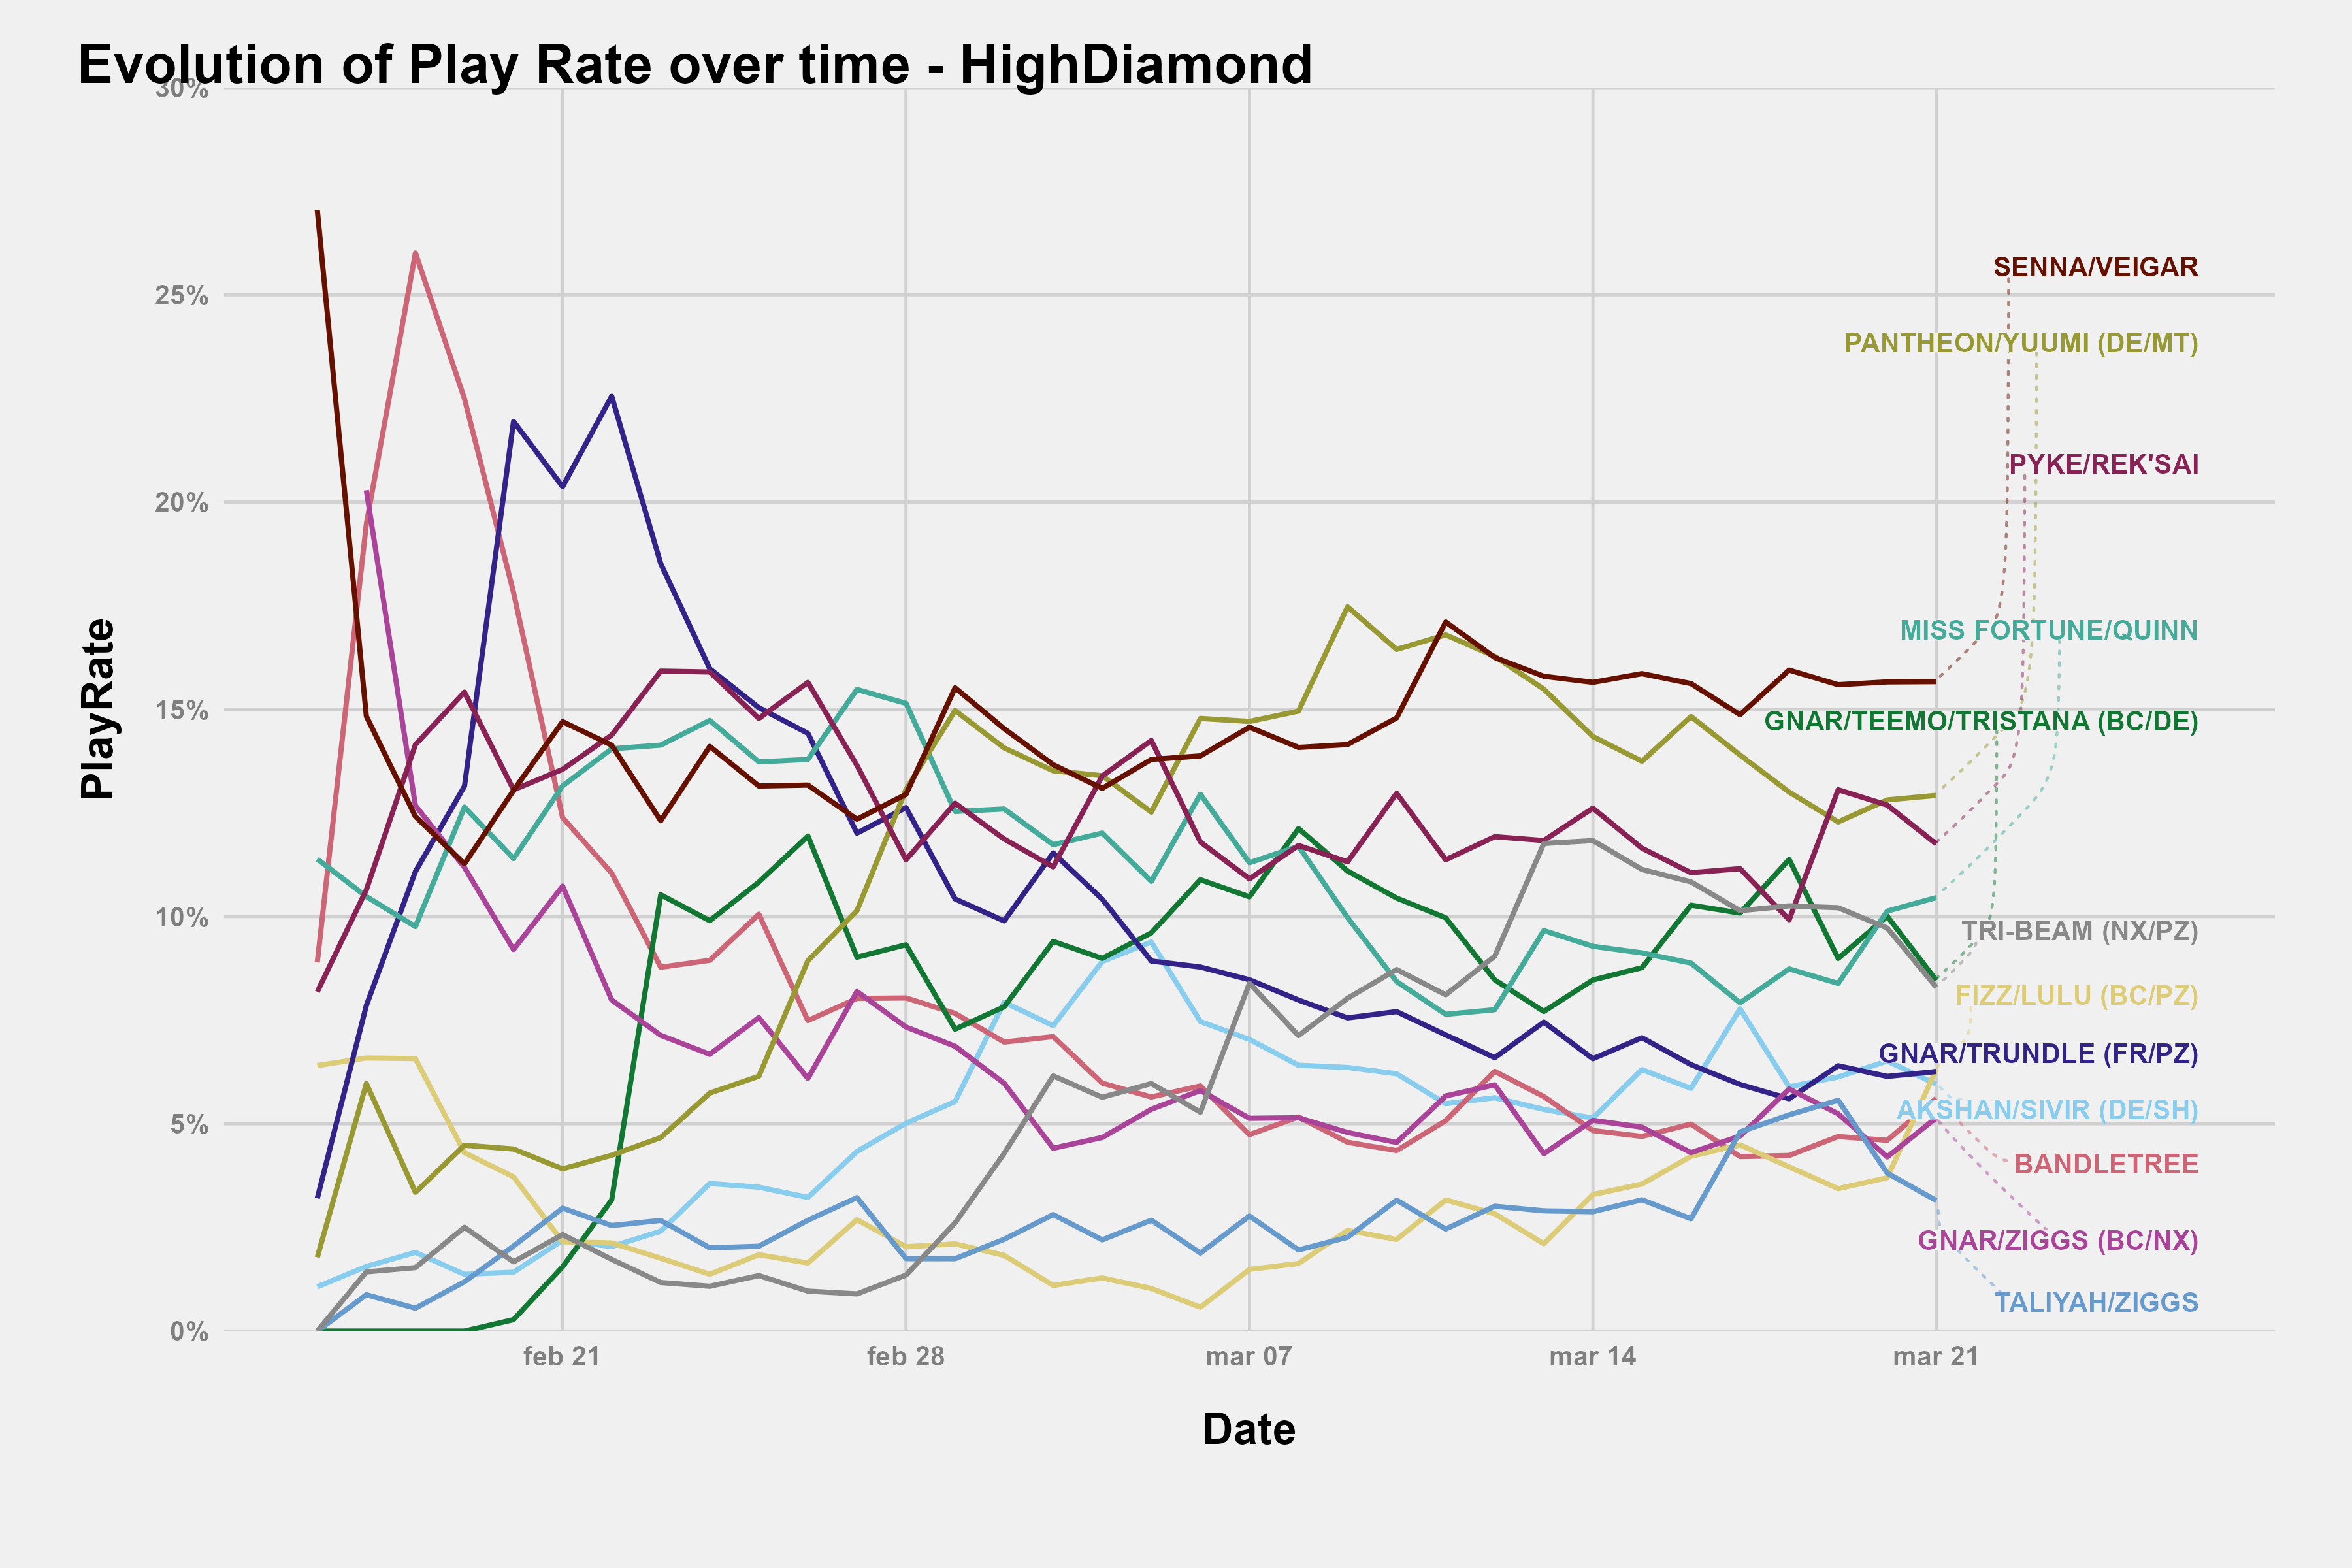 Evolution of Play Rate over time - HighDiamond
30%
25%
20%
15%
10%
5%
0%
PlayRate
SENNA/VEIGAR
PANTHEON/YUUMI (DE/MT)
PYKE/REK'SAI
MISS FORTUNE/QUINN
GNAR/TEEMO/TRISTANA (BC/DE)
TRI-BEAM (NX/PZ)
FIZZ/LULU (BC/PZ)
GNAR/TRUNDLE (FR/PZ)
AKSHAN/SIVIR (DE/SH)
BANDLETREE
GNAR/ZIGGS (BC/NX)
TALIYAH/ZIGGS
feb 21
feb 28
mar 07
mar 14
mar 21
Date